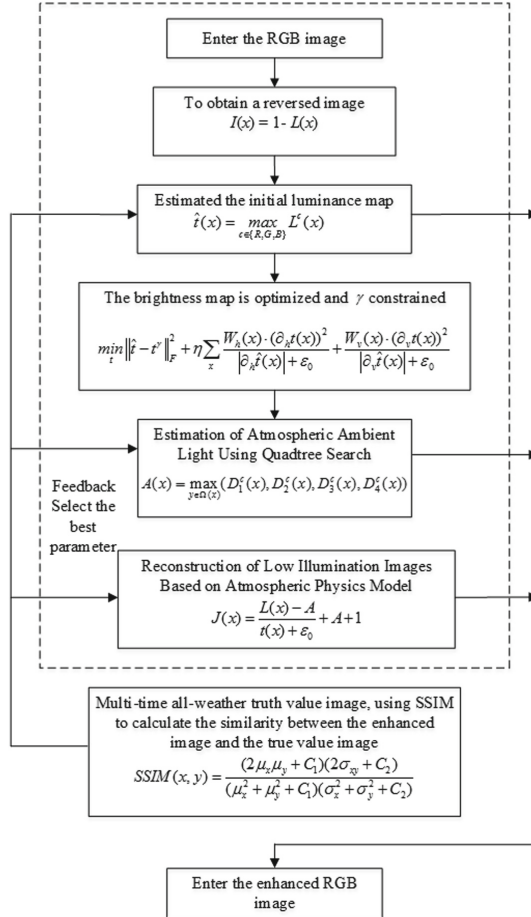 Enter the RGB image
To obtain a reversed image
I(x) = 1- L(x)
Estimated the initial luminance map
t̂(x) = max_{c∈{R,G,B}} L^c(x)
The brightness map is optimized and γ constrained
min_t ‖t̂ - t^γ‖²_F + η∑_x W_h(x)·(∂_h t(x))² / (|∂_h t̂(x)| + ε₀) + W_v(x)·(∂_v t(x))² / (|∂_v t̂(x)| + ε₀)
Estimation of Atmospheric Ambient
Light Using Quadtree Search
A(x) = max_{y∈Ω(x)} (D₁^c(x), D₂^c(x), D₃^c(x), D₄^c(x))
Feedback
Select the
best
parameter
Reconstruction of Low Illumination Images
Based on Atmospheric Physics Model
J(x) = (L(x) - A) / (t(x) + ε₀) + A + 1
Multi-time all-weather truth value image, using SSIM
to calculate the similarity between the enhanced
image and the true value image
SSIM(x, y) = (2μ_xμ_y + C₁)(2σ_xy + C₂) / (μ_x² + μ_y² + C₁)(σ_x² + σ_y² + C₂)
Enter the enhanced RGB
image